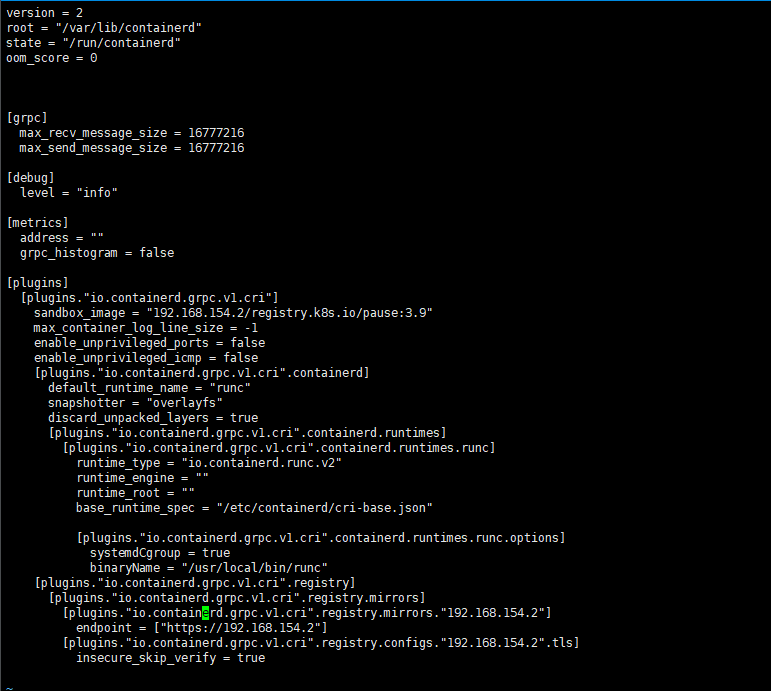 version = 2
root = "/var/lib/containerd"
state = "/run/containerd"
oom_score = 0
[grpc]
  max_recv_message_size = 16777216
  max_send_message_size = 16777216
[debug]
  level = "info"
[metrics]
  address = ""
  grpc_histogram = false
[plugins]
  [plugins."io.containerd.grpc.v1.cri"]
    sandbox_image = "192.168.154.2/registry.k8s.io/pause:3.9"
    max_container_log_line_size = -1
    enable_unprivileged_ports = false
    enable_unprivileged_icmp = false
    [plugins."io.containerd.grpc.v1.cri".containerd]
      default_runtime_name = "runc"
      snapshotter = "overlayfs"
      discard_unpacked_layers = true
      [plugins."io.containerd.grpc.v1.cri".containerd.runtimes]
        [plugins."io.containerd.grpc.v1.cri".containerd.runtimes.runc]
          runtime_type = "io.containerd.runc.v2"
          runtime_engine = ""
          runtime_root = ""
          base_runtime_spec = "/etc/containerd/cri-base.json"
          [plugins."io.containerd.grpc.v1.cri".containerd.runtimes.runc.options]
            systemdCgroup = true
            binaryName = "/usr/local/bin/runc"
    [plugins."io.containerd.grpc.v1.cri".registry]
      [plugins."io.containerd.grpc.v1.cri".registry.mirrors]
        [plugins."io.containerd.grpc.v1.cri".registry.mirrors."192.168.154.2"]
          endpoint = ["https://192.168.154.2"]
        [plugins."io.containerd.grpc.v1.cri".registry.configs."192.168.154.2".tls]
          insecure_skip_verify = true
~